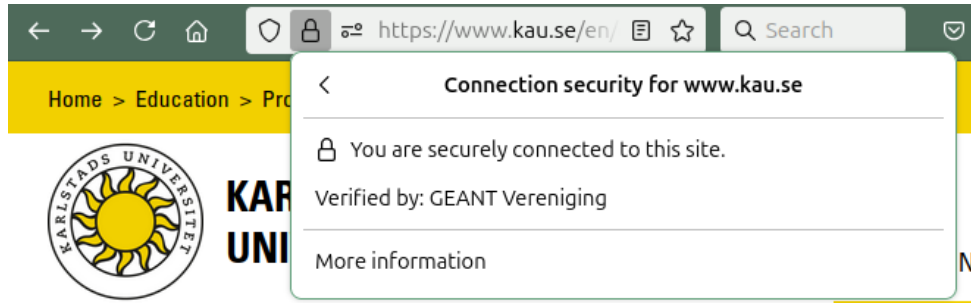 https://www.kau.se/en/
Search
Home > Education > Pro
Connection security for www.kau.se
You are securely connected to this site.
Verified by: GEANT Vereniging
More information
KARLSTADS UNIVERSITET
KAR
UNI
N